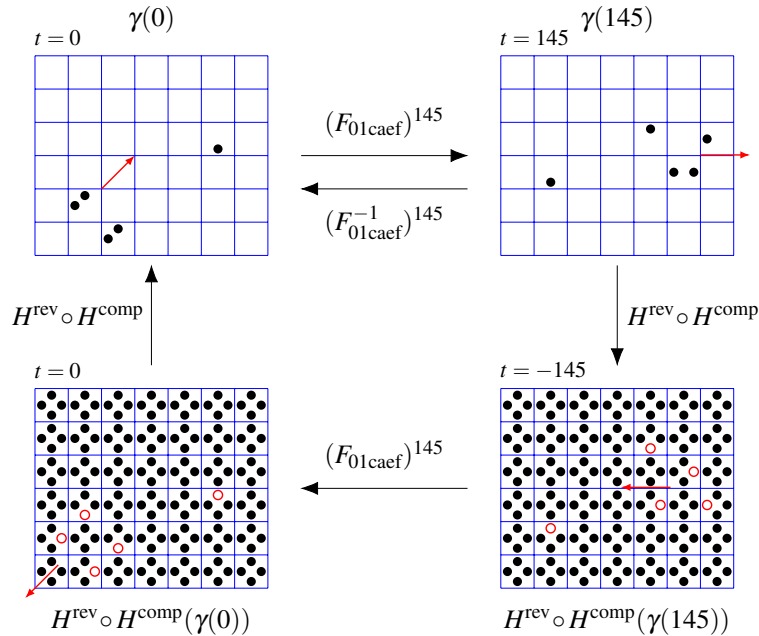 γ(0)
γ(145)
t = 0
t = 145
(F_{01caef})^{145}
(F_{01caef}^{-1})^{145}
H^{rev} ∘ H^{comp}
H^{rev} ∘ H^{comp}
t = 0
t = −145
(F_{01caef})^{145}
H^{rev} ∘ H^{comp}(γ(0))
H^{rev} ∘ H^{comp}(γ(145))